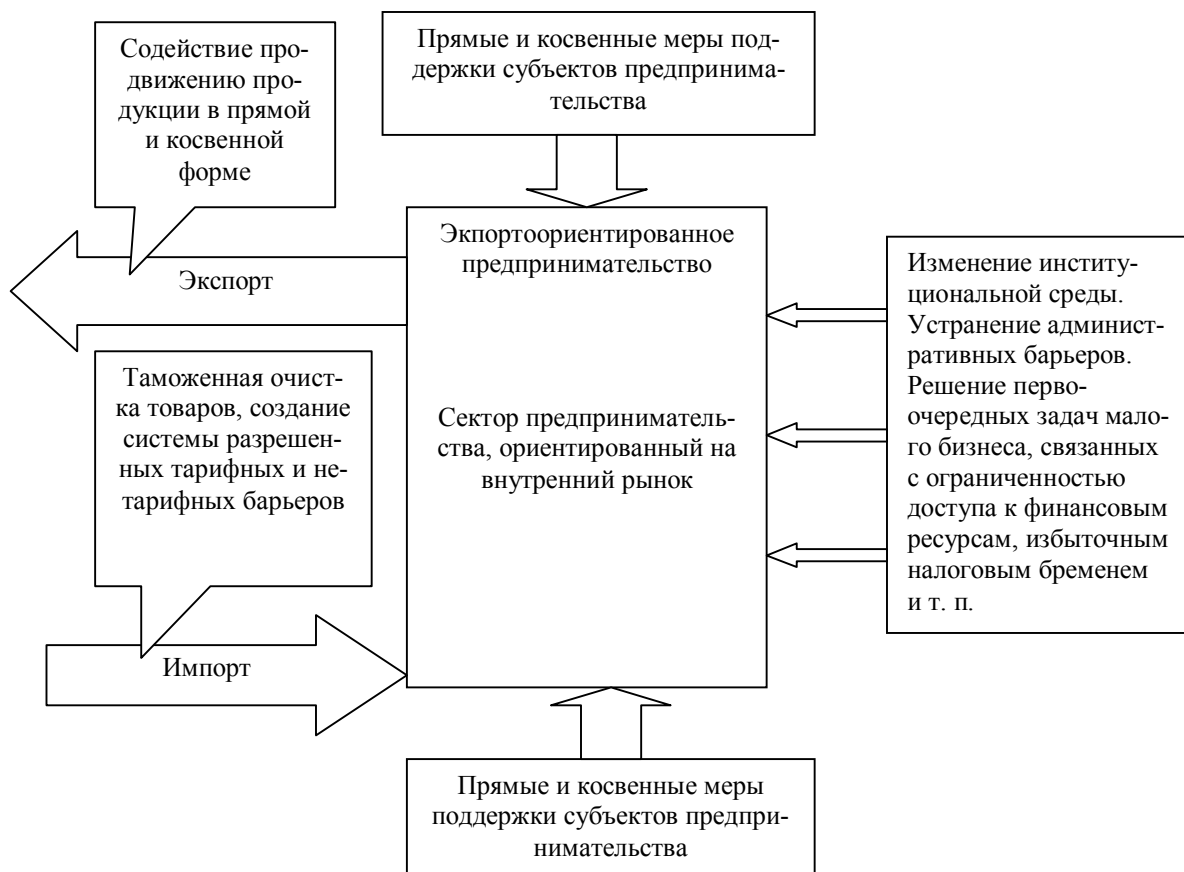 Содействие про-
движению про-
дукции в прямой
и косвенной
форме
Прямые и косвенные меры под-
держки субъектов предпринима-
тельства
Экпортоориентированное
предпринимательство
Экспорт
Изменение институ-
циональной среды.
Устранение админист-
ративных барьеров.
Решение перво-
очередных задач мало-
го бизнеса, связанных
с ограниченностью
доступа к финансовым
ресурсам, избыточным
налоговым бременем
и т. п.
Таможенная очист-
ка товаров, создание
системы разрешен-
ных тарифных и не-
тарифных барьеров
Сектор предпринимательс-
тва, ориентированный на
внутренний рынок
Импорт
Прямые и косвенные меры
поддержки субъектов предпри-
нимательства